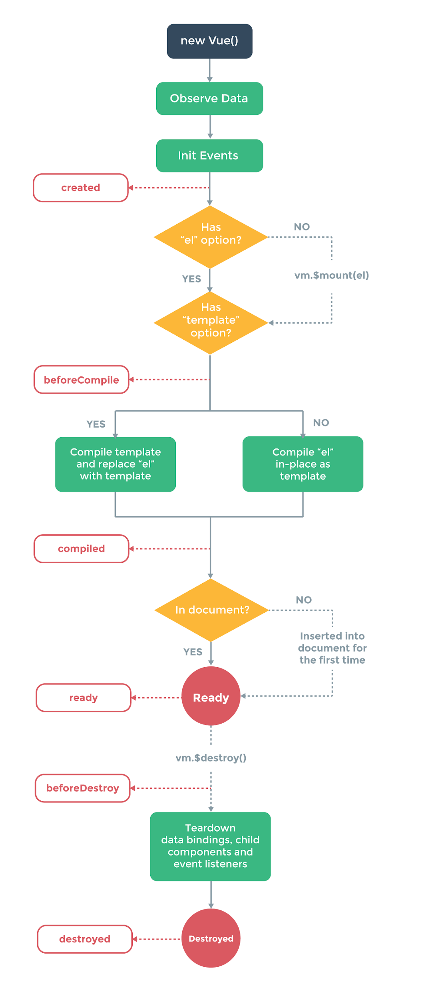 new Vue()
Observe Data
Init Events
created
Has
“el” option?
NO
YES
vm.$mount(el)
Has
“template”
option?
beforeCompile
YES
NO
Compile template
and replace “el”
with template
Compile “el”
in-place as
template
compiled
In document?
NO
YES
Inserted into
document for
the first time
ready
Ready
vm.$destroy()
beforeDestroy
Teardown
data bindings, child
components and
event listeners
destroyed
Destroyed